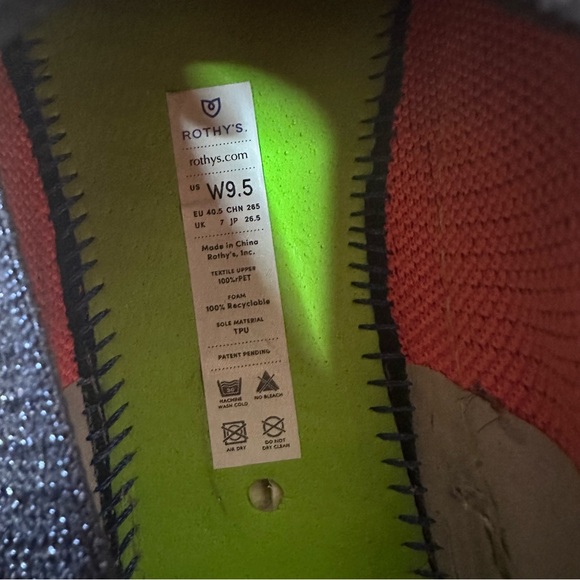 ROTHY'S.
rothys.com
US W9.5
EU 40.5 CHN 265
UK 7 JP 26.5
Made in China
Rothy's, Inc.
TEXTILE UPPER
100% rPET
FOAM
100% Recyclable
SOLE MATERIAL
TPU
PATENT PENDING
MACHINE WASH COLD
NO BLEACH
AIR DRY
DO NOT DRY CLEAN